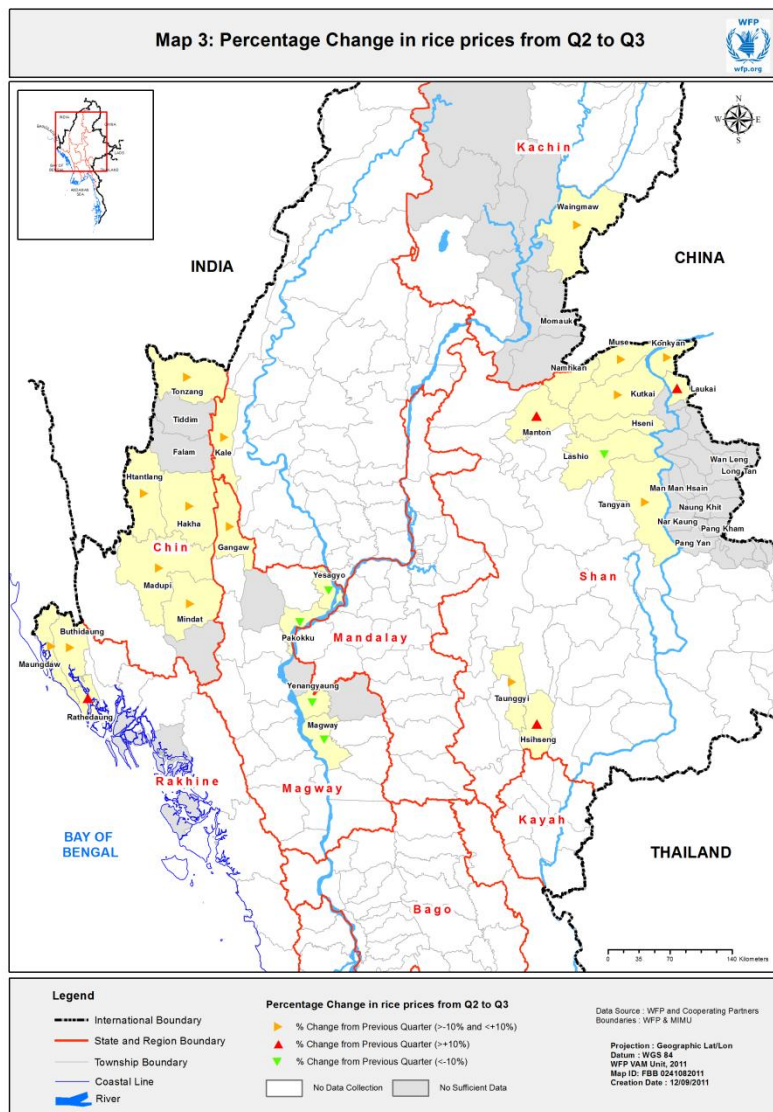 Map 3: Percentage Change in rice prices from Q2 to Q3
WFP
wfp.org
INDIA
CHINA
N
W
E
S
Kachin
Waingmaw
INDIA
CHINA
Momauk
Muse
Konkyan
Namhkan
Laukai
Tonzang
Kutkai
Tiddim
Manton
Hseni
Kale
Falam
Lashio
Wan Leng
Long Tan
Htantlang
Man Man Hsain
Hakha
Tangyan
Naung Khit
Gangaw
Nar Kaung
Pang Kham
Chin
Pang Yan
Yesagyo
Shan
Madupi
Mindat
Buthidaung
Pakokku
Mandalay
Maungdaw
Yenangyaung
Taunggyi
Rathedaung
Magway
Hsihseng
Rakhine
Magway
Kayah
BAY OF
BENGAL
THAILAND
Bago
140
70
35
0
35
70
140 Kilometers
Legend
International Boundary
State and Region Boundary
Township Boundary
Coastal Line
River
Percentage Change in rice prices from Q2 to Q3
% Change from Previous Quarter (>-10% and <+10%)
% Change from Previous Quarter (>+10%)
% Change from Previous Quarter (<-10%)
No Data Collection
No Sufficient Data
Data Source : WFP and Cooperating Partners
Boundaries : WFP & MIMU
Projection : Geographic Lat/Lon
Datum : WGS 84
WFP VAM Unit, 2011
Map ID: FBB 0241082011
Creation Date : 12/09/2011